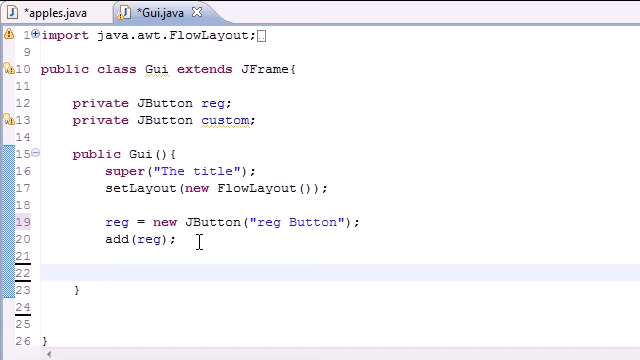 *apples.java *Gui.java
1 import java.awt.FlowLayout;
9
10 public class Gui extends JFrame{
11
12 private JButton reg;
13 private JButton custom;
14
15 public Gui(){
16 super("The title");
17 setLayout(new FlowLayout());
18
19 reg = new JButton("reg Button");
20 add(reg);
21
22
23 }
24
25
26 }